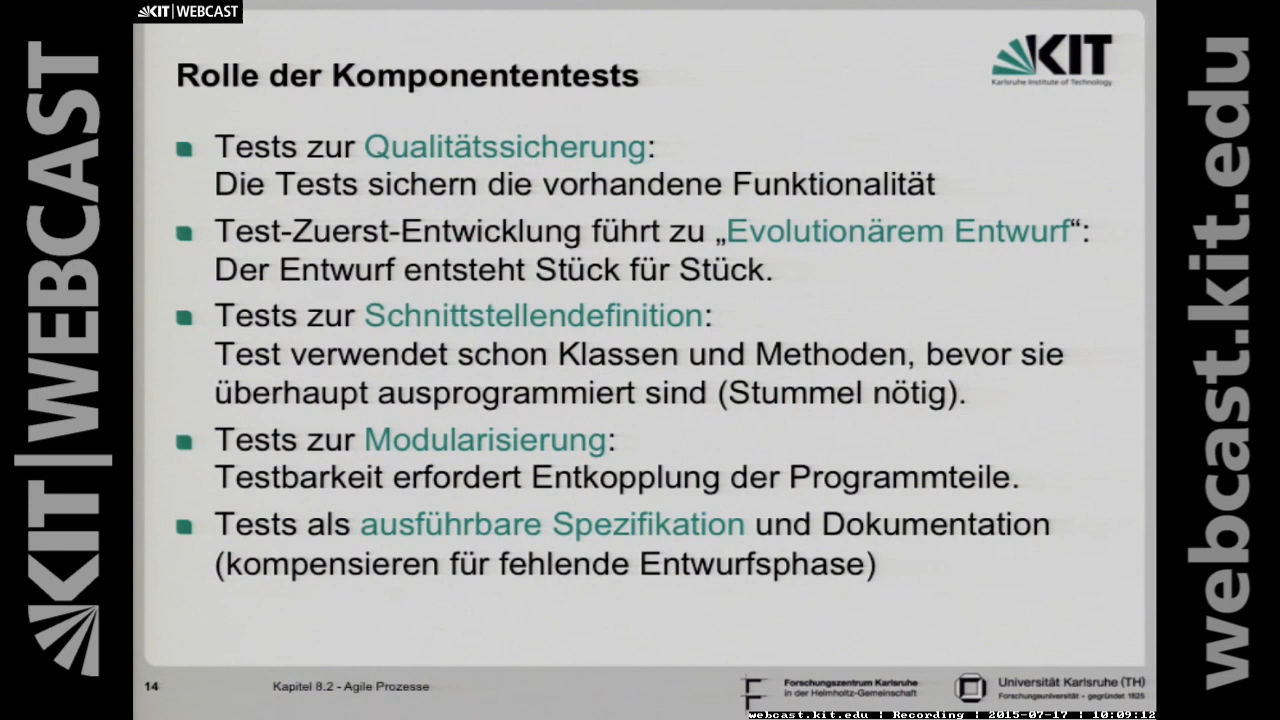 KIT | WEBCAST
KIT | WEBCAST
webcast.kit.edu
KIT
Karlsruhe Institute of Technology
Rolle der Komponententests
Tests zur Qualitätssicherung:
Die Tests sichern die vorhandene Funktionalität
Test-Zuerst-Entwicklung führt zu „Evolutionärem Entwurf“:
Der Entwurf entsteht Stück für Stück.
Tests zur Schnittstellendefinition:
Test verwendet schon Klassen und Methoden, bevor sie
überhaupt ausprogrammiert sind (Stummel nötig).
Tests zur Modularisierung:
Testbarkeit erfordert Entkopplung der Programmteile.
Tests als ausführbare Spezifikation und Dokumentation
(kompensieren für fehlende Entwurfsphase)
14
Kapitel 8.2 - Agile Prozesse
Forschungszentrum Karlsruhe
in der Helmholtz-Gemeinschaft
Universität Karlsruhe (TH)
Forschungsuniversität - gegründet 1825
webcast.kit.edu | Recording | 2015-07-17 | 10:09:12